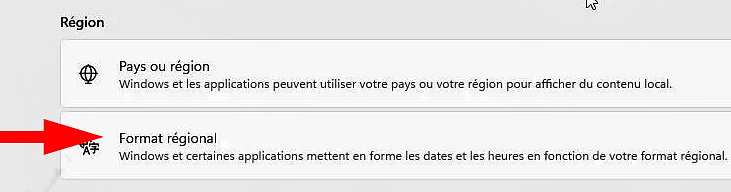 Région
Pays ou région
Windows et les applications peuvent utiliser votre pays ou votre région pour afficher du contenu local.
Format régional
Windows et certaines applications mettent en forme les dates et les heures en fonction de votre format régional.